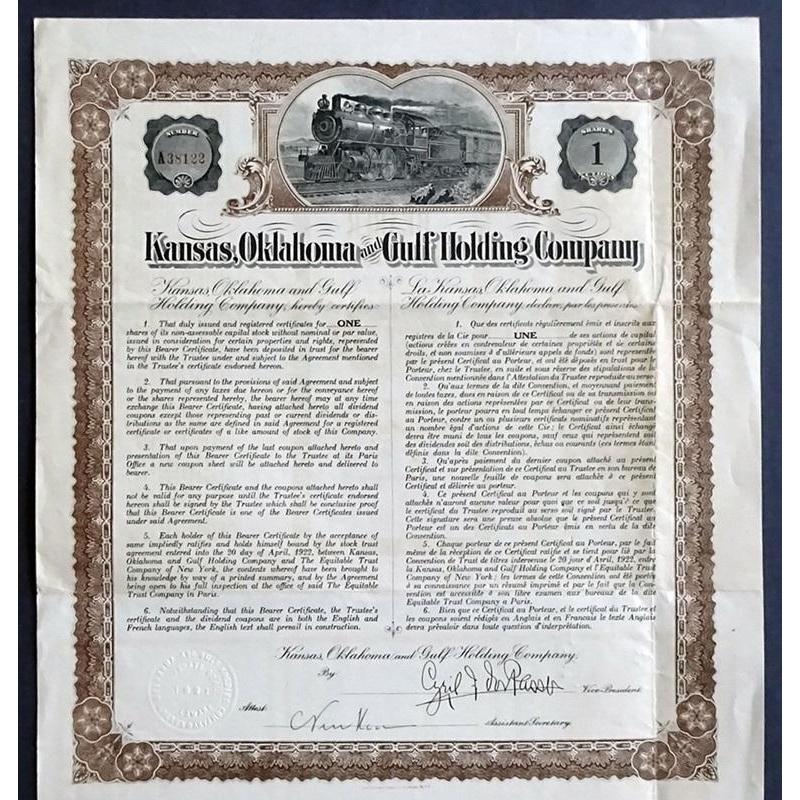 NUMBER
A38122
SHARES
1
Kansas, Oklahoma and Gulf Holding Company
Kansas, Oklahoma and Gulf
Holding Company, hereby certifies
1. That duly issued and registered certificates for ONE
shares of its non-assessable capital stock without nominal or par value,
issued in consideration for certain properties and rights, represented
by this Bearer Certificate, have been deposited in trust for the bearer
hereof with the Trustee under and subject to the Agreement mentioned
in the Trustee's certificate endorsed hereon.
2. That pursuant to the provisions of said Agreement and subject
to the payment of any taxes due hereon or for the conveyance hereof
or the shares represented hereby, the bearer hereof may at any time
exchange this Bearer Certificate, having attached hereto all dividend
coupons except those representing past or current dividends or dis-
tributions as the same are defined in said Agreement for a registered
certificate or certificates of a like amount of stock of this Company.
3. That upon payment of the last coupon attached hereto and
presentation of this Bearer Certificate to the Trustee at its Paris
Office a new coupon sheet will be attached hereto and delivered to
bearer.
4. This Bearer Certificate and the coupons attached hereto shall
not be valid for any purpose until the Trustee's certificate endorsed
hereon shall be signed by the Trustee which shall be conclusive proof
that this Bearer Certificate is one of the Bearer Certificates issued
under said Agreement.
5. Each holder of this Bearer Certificate by the acceptance of
same impliedly ratifies and holds himself bound by the stock trust
agreement entered into the 20 day of April, 1922, between Kansas,
Oklahoma and Gulf Holding Company and The Equitable Trust
Company of New York, the contents whereof have been brought to
his knowledge by way of a printed summary, and by the Agreement
being open to his full inspection at the office of said The Equitable
Trust Company in Paris.
6. Notwithstanding that this Bearer Certificate, the Trustee's
certificate and the dividend coupons are in both the English and
French languages, the English text shall prevail in construction.
La Kansas, Oklahoma and Gulf
Holding Company déclare, par les présentes
1. Que des certificats régulièrement émis et inscrits aux
registres de la Cie pour UNE de ses actions de capital
(actions créées en contrevaleur de certaines propriétés et de certains
droits, et non soumises à d'ultérieurs appels de fonds) sont représentés
par le présent Certificat au Porteur, et ont été déposés en trust pour le
Porteur, chez le Trustee, en suite et sous réserve des stipulations de la
Convention mentionnée dans l'Attestation du Trustee reproduite au verso.
2. Qu'aux termes de la dite Convention, et moyennant paiement
de toutes taxes, dues en raison de ce Certificat ou de sa transmission ou
en raison des actions représentées par ce Certificat ou de leur trans-
mission, le porteur pourra en tout temps échanger ce présent Certificat
au Porteur, contre un ou plusieurs certificats nominatifs représentant
un nombre égal d'actions de cette Cie; le Certificat ainsi échangé
devra être muni de tous les coupons, sauf ceux qui représentent soit
des dividendes soit des distributions, échus ou courants (ces termes étant
définis dans la dite Convention).
3. Qu'après paiement du dernier coupon attaché au présent
Certificat et sur présentation de ce Certificat au Trustee en son bureau de
Paris, une nouvelle feuille de coupons sera attachée à ce présent
Certificat et délivrée au porteur.
4. Ce présent Certificat au Porteur et les coupons qui y sont
attachés n'auront aucune valeur pour quoi que ce soit jusqu'à ce que
le certificat du Trustee reproduit au verso soit signé par le Trustee.
Cette signature sera une preuve absolue que le présent Certificat au
Porteur est un des Certificats au Porteur émis en vertu de la dite
Convention.
5. Chaque porteur de ce présent Certificat au Porteur, par le fait
même de la réception de ce Certificat ratifie et se tient pour lié par la
Convention de Trust de titres intervenue le 20 jour d'Avril, 1922, entre
la Kansas, Oklahoma and Gulf Holding Company et l'Equitable Trust
Company of New York; les termes de cette Convention ont été portés
à sa connaissance par un résumé imprimé et par le fait que la Con-
vention est accessible à son libre examen aux bureaux de la dite
Equitable Trust Company à Paris.
6. Bien que ce Certificat au Porteur, et le certificat du Trustee et
les coupons soient rédigés en Anglais et en Francais le texte Anglais
devra prévaloir dans toute question d'interprétation.
Kansas, Oklahoma and Gulf Holding Company,
By
Vice-President
Attest
Assistant Secretary.